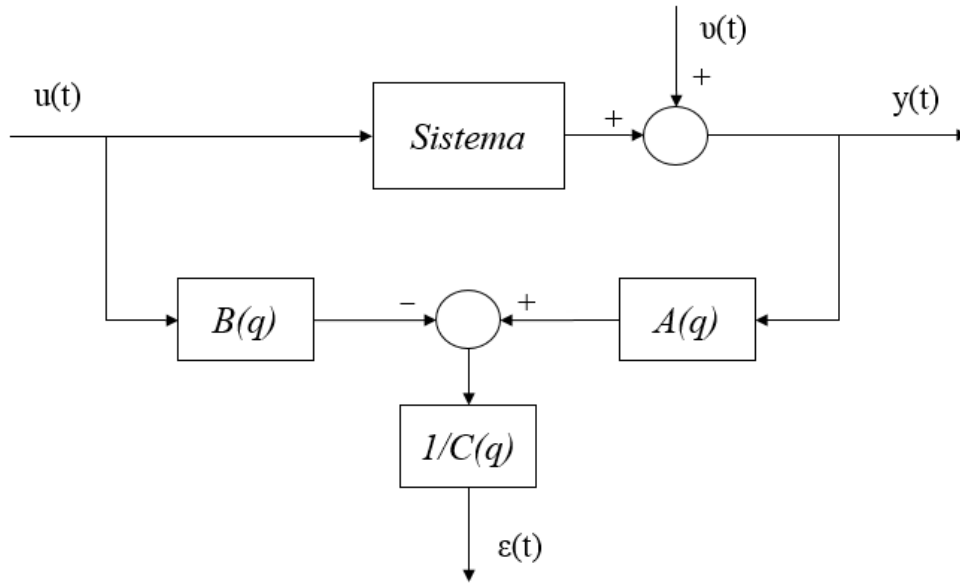 υ(t)
u(t)
+
Sistema
+
y(t)
B(q)
−
+
A(q)
1/C(q)
ε(t)